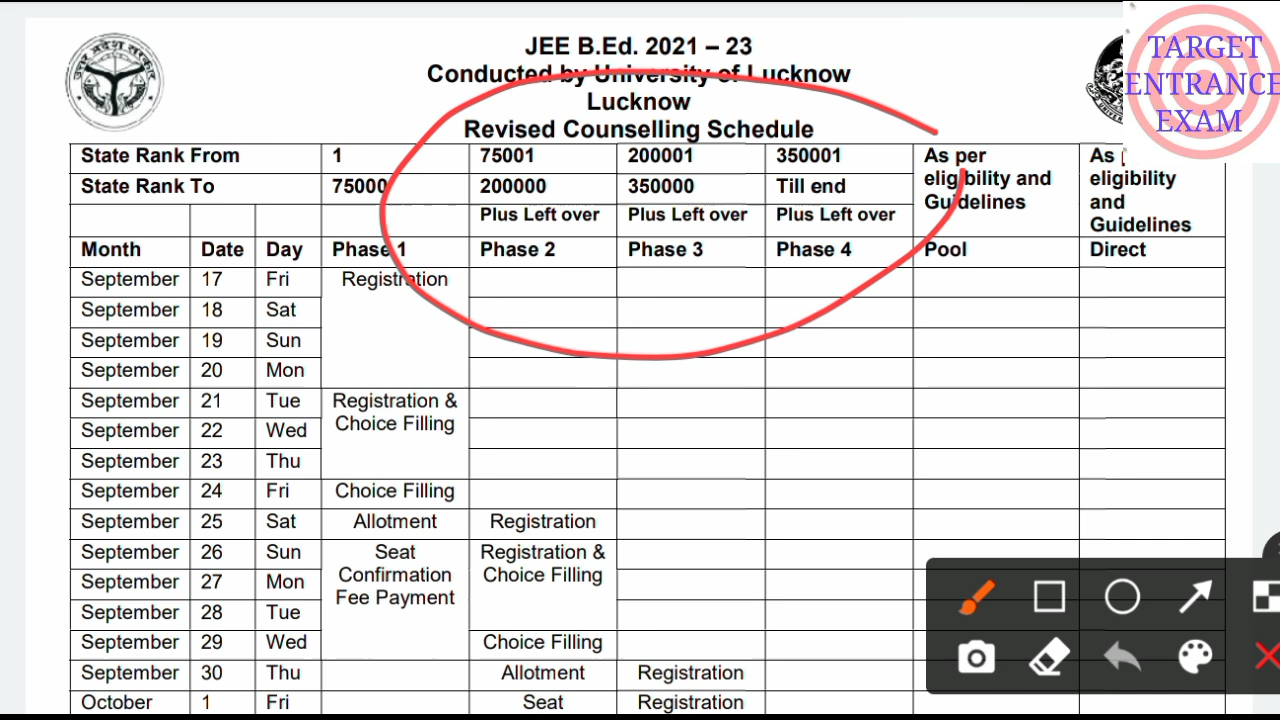 JEE B.Ed. 2021 – 23
Conducted by University of Lucknow
Lucknow
Revised Counselling Schedule
TARGET
ENTRANCE
EXAM
उत्तर प्रदेश सरकार
State Rank From 1 75001 200001 350001 As per eligibility and Guidelines As eligibility and Guidelines
State Rank To 75000 200000 350000 Till end
Plus Left over Plus Left over Plus Left over
Month Date Day Phase 1 Phase 2 Phase 3 Phase 4 Pool Direct
September 17 Fri Registration
September 18 Sat
September 19 Sun
September 20 Mon
September 21 Tue Registration &
September 22 Wed Choice Filling
September 23 Thu
September 24 Fri Choice Filling
September 25 Sat Allotment Registration
September 26 Sun Seat Registration &
September 27 Mon Confirmation Choice Filling
September 28 Tue Fee Payment
September 29 Wed Choice Filling
September 30 Thu Allotment Registration
October 1 Fri Seat Registration